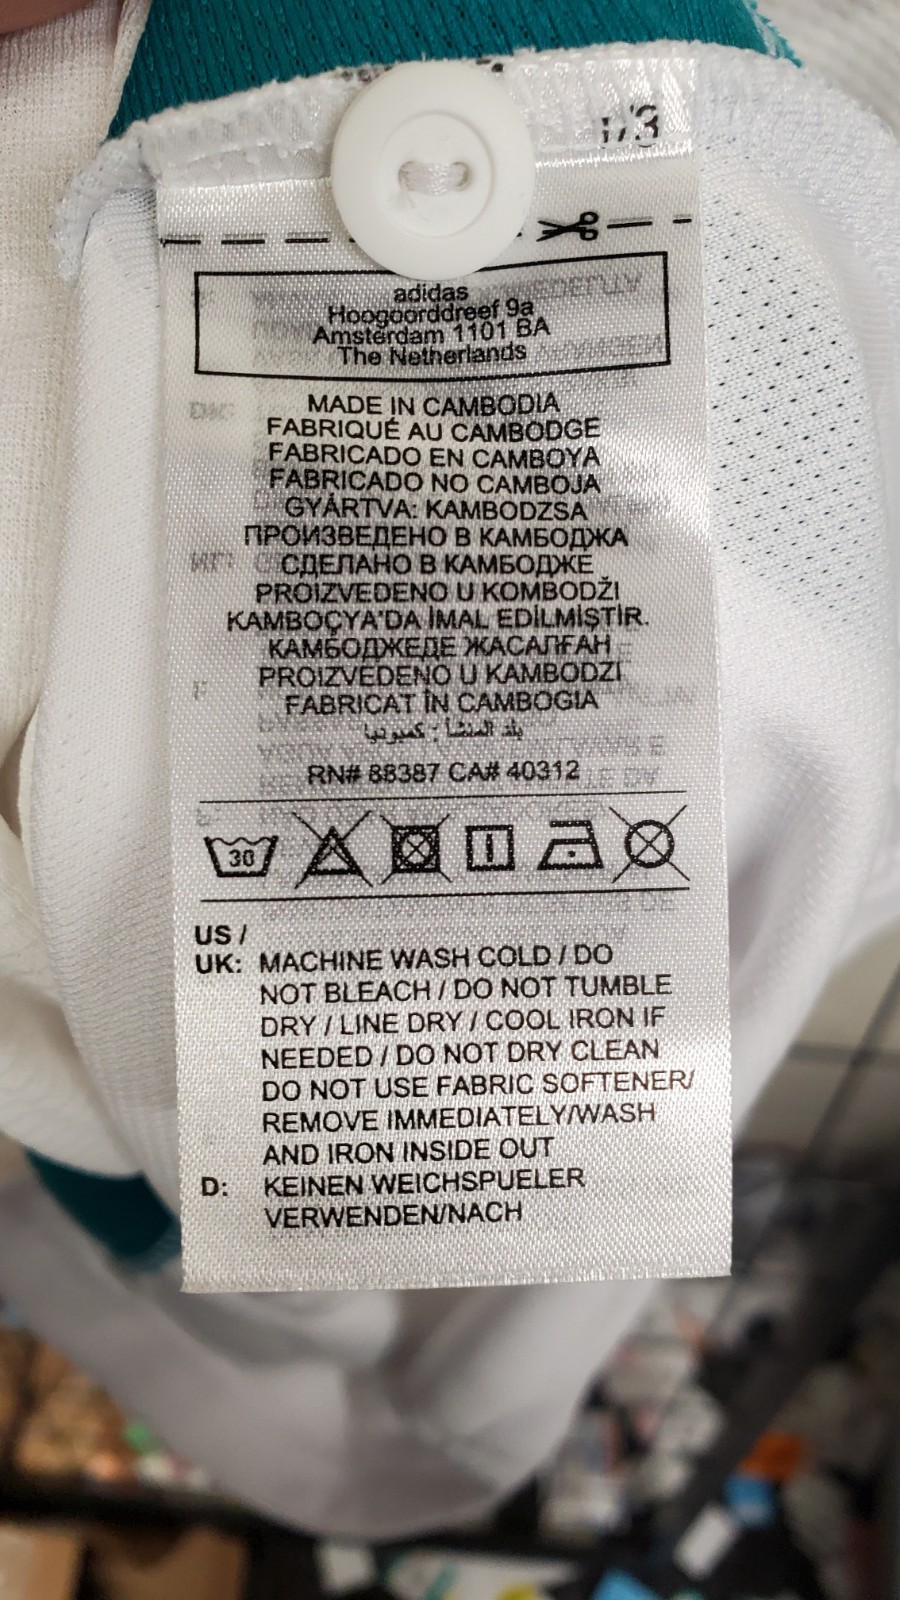 1/3
adidas
Hoogoorddreef 9a
Amsterdam 1101 BA
The Netherlands
MADE IN CAMBODIA
FABRIQUÉ AU CAMBODGE
FABRICADO EN CAMBOYA
FABRICADO NO CAMBOJA
GYÁRTVA: KAMBODZSA
ПРОИЗВЕДЕНО В КАМБОДЖА
СДЕЛАНО В КАМБОДЖЕ
PROIZVEDENO U KOMBODŽI
KAMBOÇYA'DA İMAL EDİLMİŞTİR.
КАМБОДЖЕДЕ ЖАСАЛҒАН
PROIZVEDENO U KAMBODZI
FABRICAT ÎN CAMBOGIA
بلد المنشأ : كمبوديا
RN# 88387 CA# 40312
30
US /
UK: MACHINE WASH COLD / DO
NOT BLEACH / DO NOT TUMBLE
DRY / LINE DRY / COOL IRON IF
NEEDED / DO NOT DRY CLEAN
DO NOT USE FABRIC SOFTENER/
REMOVE IMMEDIATELY/WASH
AND IRON INSIDE OUT
D: KEINEN WEICHSPUELER
VERWENDEN/NACH